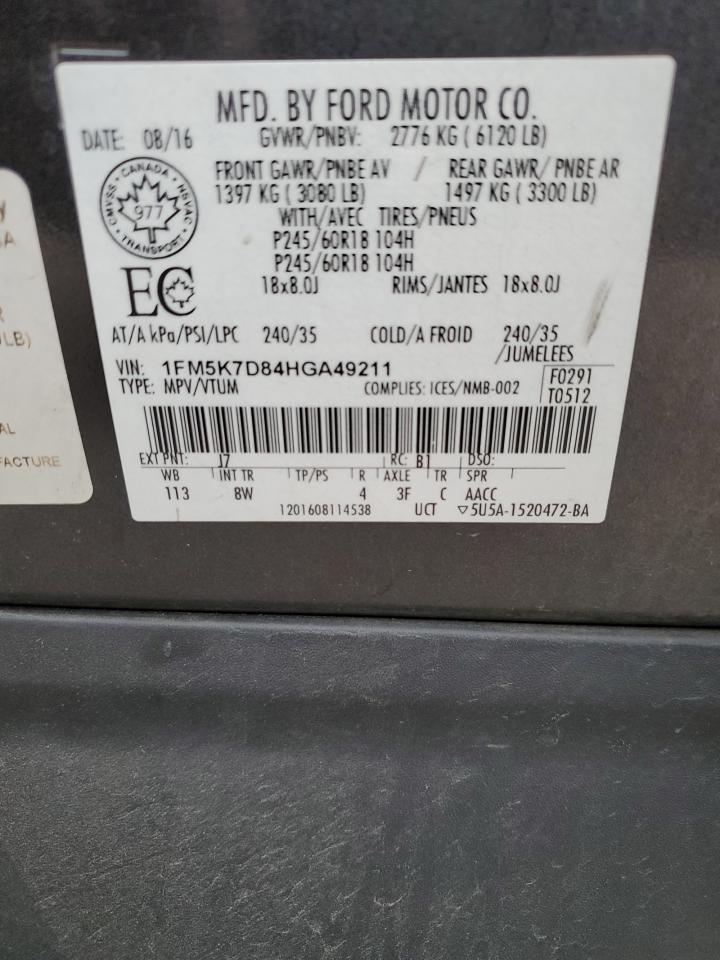 MFD. BY FORD MOTOR CO.
DATE: 08/16 GVWR/PNBV: 2776 KG ( 6120 LB)
FRONT GAWR/PNBE AV / REAR GAWR/ PNBE AR
1397 KG ( 3080 LB) 1497 KG ( 3300 LB)
WITH/AVEC TIRES/PNEUS
P245/60R18 104H
P245/60R18 104H
18x8.0J RIMS/JANTES 18x8.0J
CANADA
CMVSS • NSVAC
977
TRANSPORT
EC
AT/A kPa/PSI/LPC 240/35 COLD/A FROID 240/35
/JUMELEES
VIN: 1FM5K7D84HGA49211
TYPE: MPV/VTUM COMPLIES: ICES/NMB-002
F0291
T0512
EXT PNT: J7 RC: B1 DSO:
WB INT TR TP/PS R AXLE TR SPR
113 8W 4 3F C AACC
1201608114538 UCT ▽5U5A-1520472-BA
LB)
AL
FACTURE